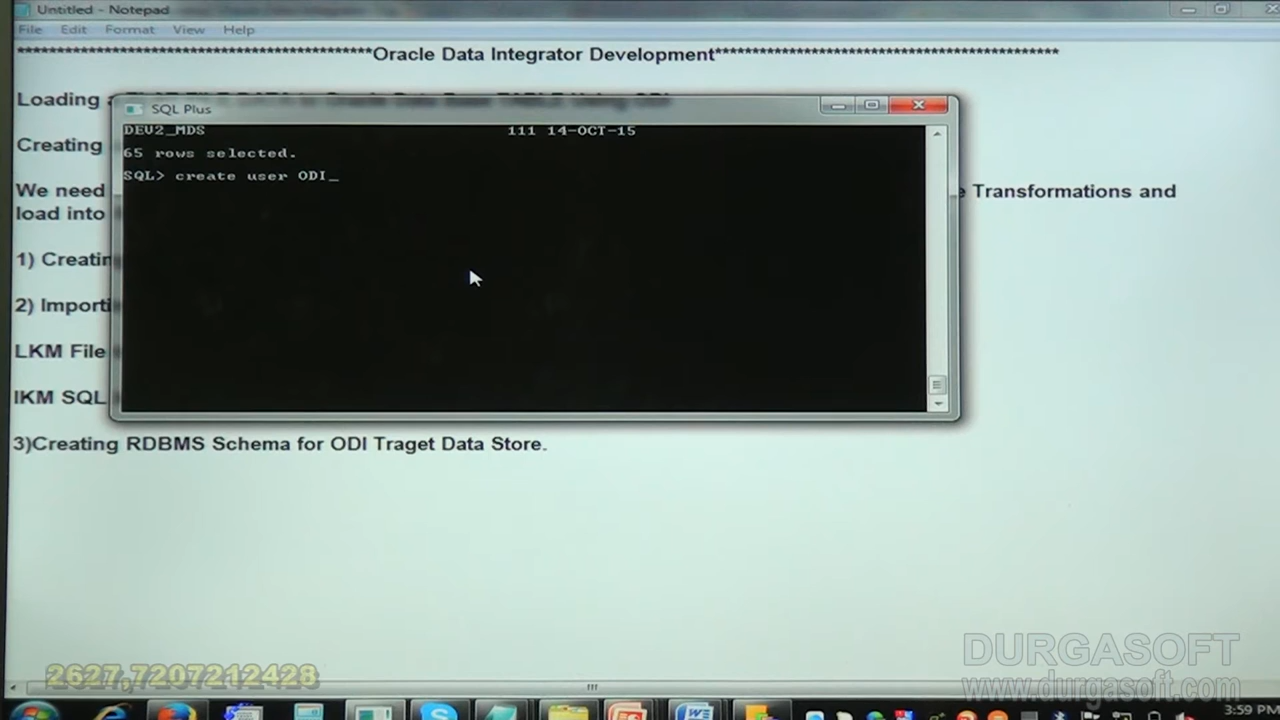 Untitled - Notepad
File Edit Format View Help
********************************************Oracle Data Integrator Development******************************************
Loading
Creating
We need
e Transformations and
load into
1) Creatin
2) Importi
LKM File
IKM SQL
3)Creating RDBMS Schema for ODI Traget Data Store.
SQL Plus
DEV2_MDS 111 14-OCT-15
65 rows selected.
SQL> create user ODI_
2627,7207212428
DURGASOFT
www.durgasoft.com
3:59 PM